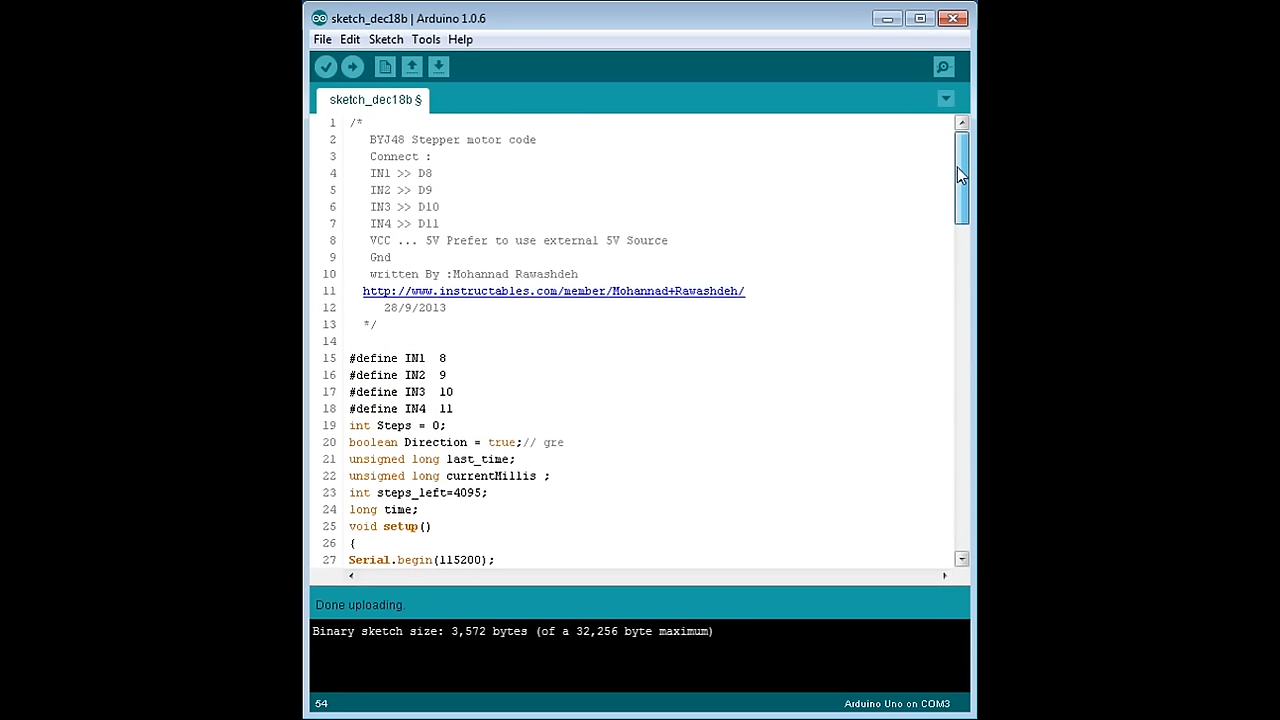 sketch_dec18b | Arduino 1.0.6
File Edit Sketch Tools Help
sketch_dec18b §
1 /*
2 BYJ48 Stepper motor code
3 Connect :
4 IN1 >> D8
5 IN2 >> D9
6 IN3 >> D10
7 IN4 >> D11
8 VCC ... 5V Prefer to use external 5V Source
9 Gnd
10 written By :Mohannad Rawashdeh
11 http://www.instructables.com/member/Mohannad+Rawashdeh/
12 28/9/2013
13 */
14
15 #define IN1 8
16 #define IN2 9
17 #define IN3 10
18 #define IN4 11
19 int Steps = 0;
20 boolean Direction = true;// gre
21 unsigned long last_time;
22 unsigned long currentMillis ;
23 int steps_left=4095;
24 long time;
25 void setup()
26 {
27 Serial.begin(115200);
Done uploading.
Binary sketch size: 3,572 bytes (of a 32,256 byte maximum)
54 Arduino Uno on COM3